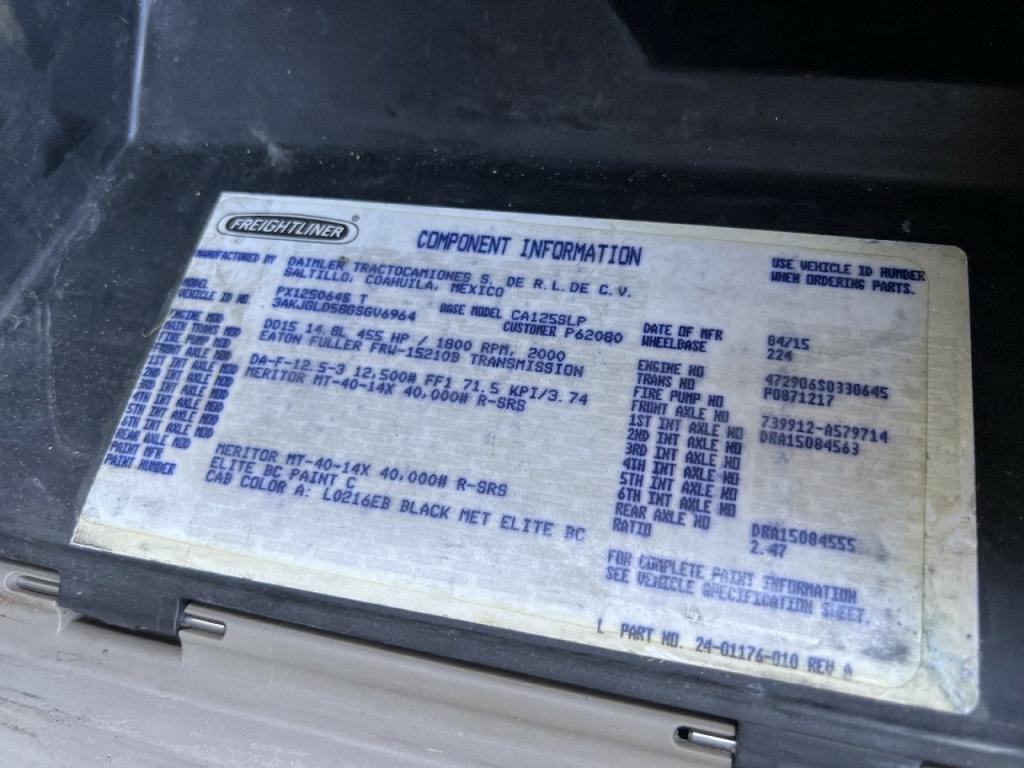 FREIGHTLINER®
COMPONENT INFORMATION
USE VEHICLE ID NUMBER
WHEN ORDERING PARTS.
MANUFACTURED BY DAIMLER TRACTOCAMIONES S. DE R.L.DE C.V.
SALTILLO, COAHUILA, MEXICO
MODEL PX125064S T BASE MODEL CA125SLP DATE OF MFR 04/15
VEHICLE ID NO. 3AKJGLD58GSGV6964 CUSTOMER P62080 WHEELBASE 224
ENGINE MOD DD15 14.8L 455 HP / 1800 RPM, 2000 ENGINE NO 472906S0330645
MAIN TRANS MOD EATON FULLER FRW-15210B TRANSMISSION TRANS NO P0871217
FIRE PUMP MOD FIRE PUMP NO
FRONT AXLE MOD DA-F-12.5-3 12,500# FF1 71.5 KPI/3.74 FRONT AXLE NO 739912-A579714
1ST INT AXLE MOD MERITOR MT-40-14X 40,000# R-SRS 1ST INT AXLE NO DRA15084563
2ND INT AXLE MOD 2ND INT AXLE NO
3RD INT AXLE MOD 3RD INT AXLE NO
4TH INT AXLE MOD 4TH INT AXLE NO
5TH INT AXLE MOD 5TH INT AXLE NO
6TH INT AXLE MOD 6TH INT AXLE NO
REAR AXLE MOD MERITOR MT-40-14X 40,000# R-SRS REAR AXLE NO DRA15084555
PAINT MFR ELITE BC PAINT C RATIO 2.47
PAINT NUMBER CAB COLOR A: L0216EB BLACK MET ELITE BC
FOR COMPLETE PAINT INFORMATION
SEE VEHICLE SPECIFICATION SHEET.
L PART NO. 24-01176-010 REV A